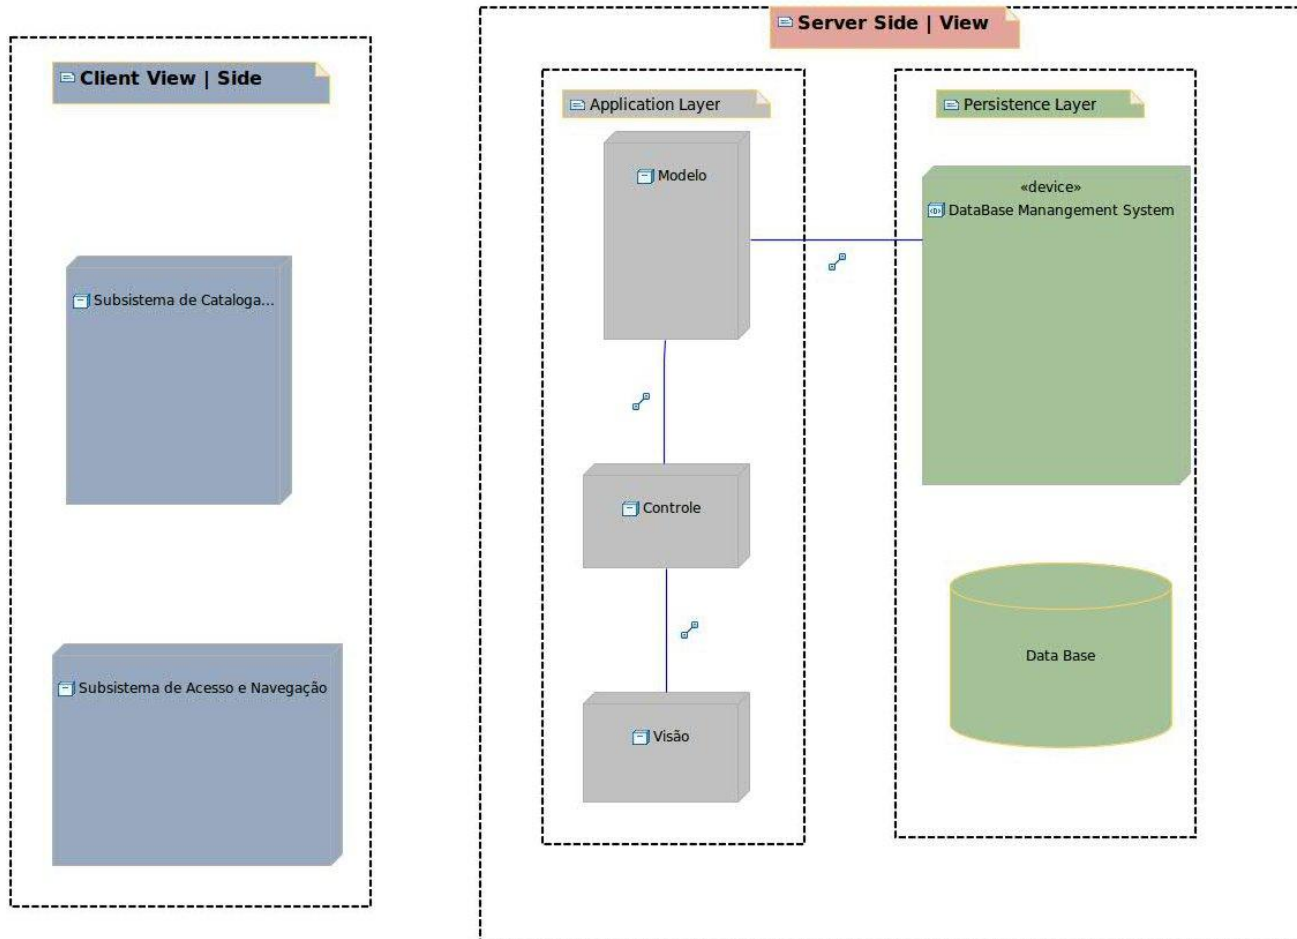 Server Side | View
Client View | Side
Application Layer
Persistence Layer
Modelo
«device»
DataBase Manangement System
Subsistema de Cataloga...
Controle
Data Base
Subsistema de Acesso e Navegação
Visão